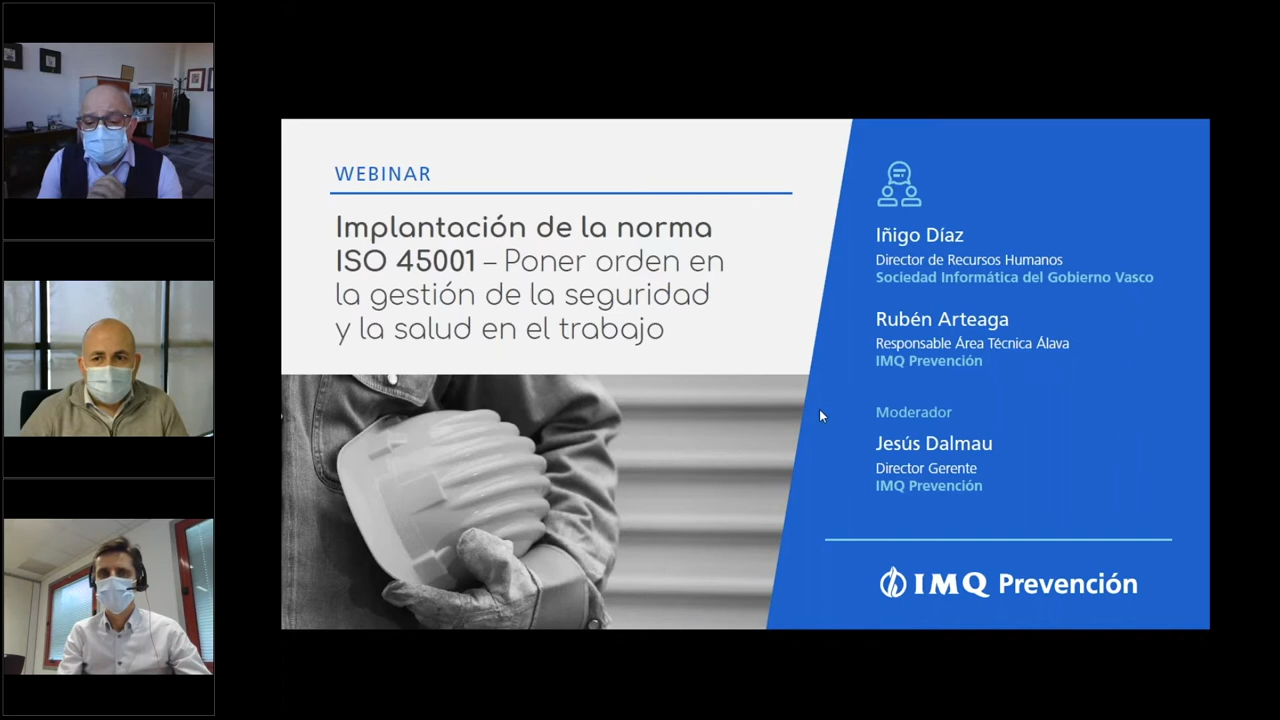 WEBINAR
Implantación de la norma
ISO 45001 – Poner orden en
la gestión de la seguridad
y la salud en el trabajo
Iñigo Díaz
Director de Recursos Humanos
Sociedad Informática del Gobierno Vasco
Rubén Arteaga
Responsable Área Técnica Álava
IMQ Prevención
Moderador
Jesús Dalmau
Director Gerente
IMQ Prevención
IMQ Prevención